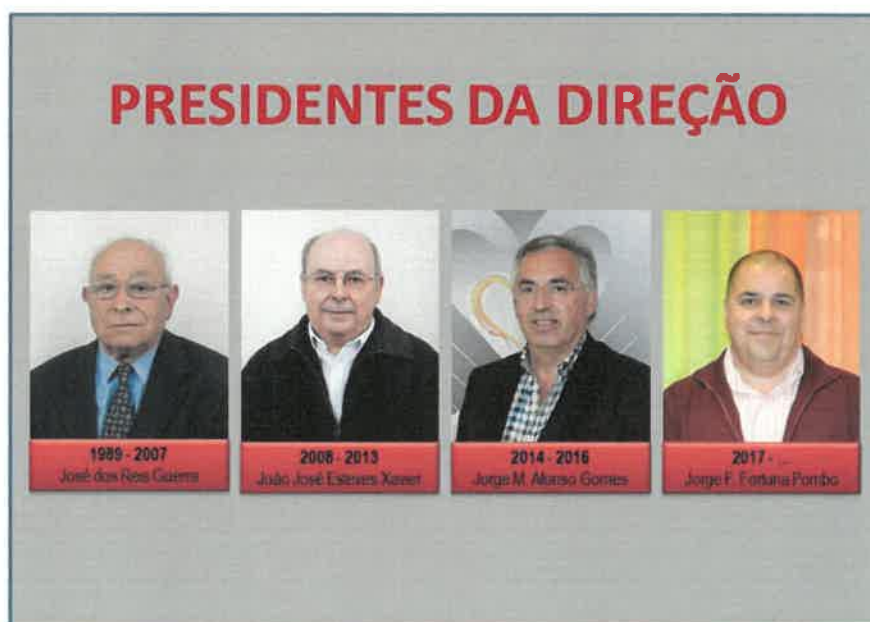 PRESIDENTES DA DIREÇÃO
1989 - 2007
José dos Reis Guerra
2008 - 2013
João José Esteves Xavier
2014 - 2016
Jorge M. Afonso Gomes
2017 - ...
Jorge F. Fortuna Pombo